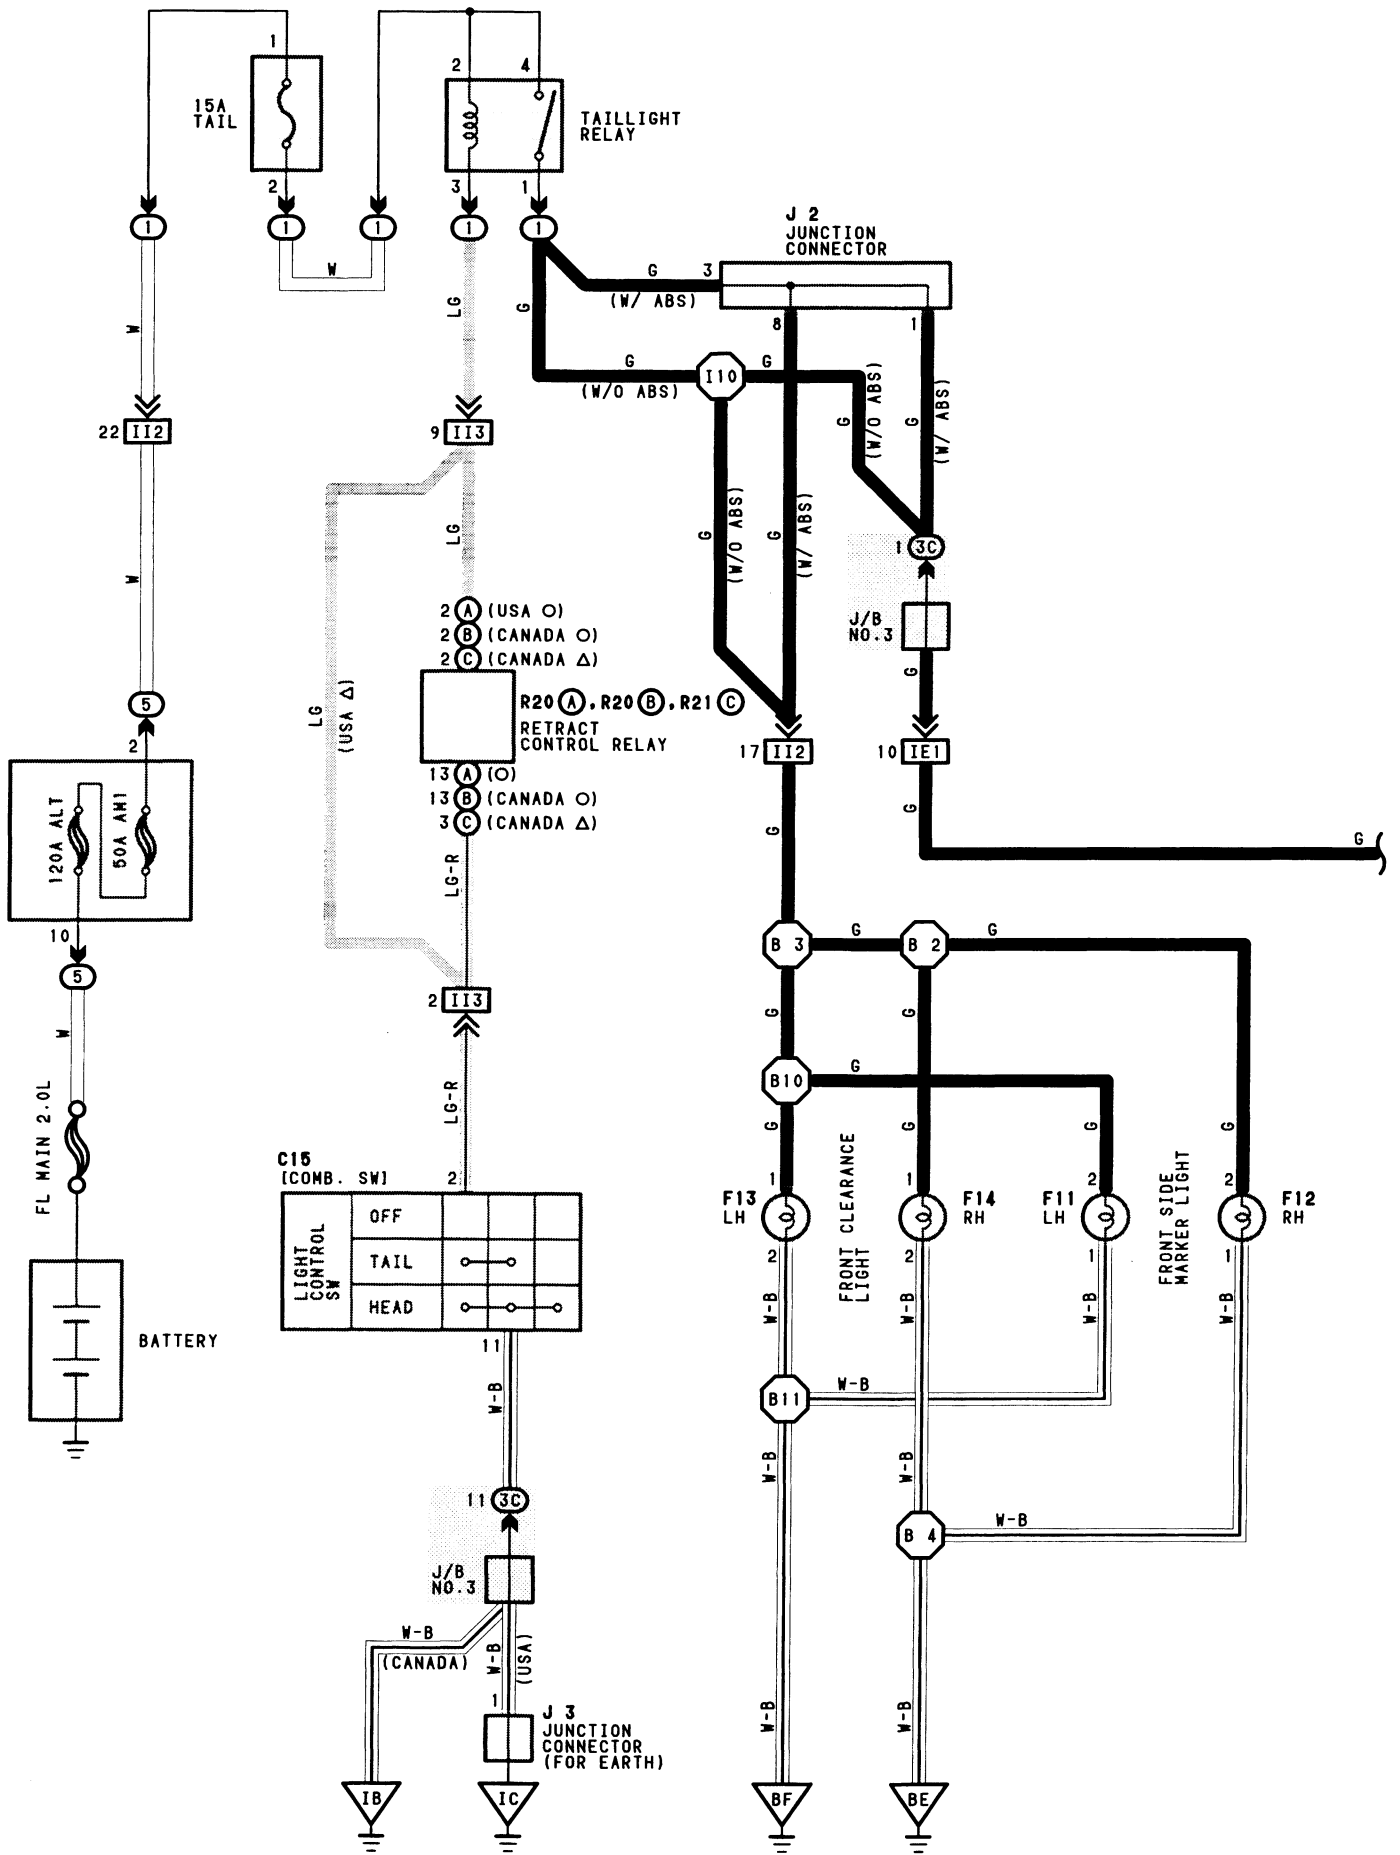 1
2 4
15A
TAIL
TAILLIGHT
RELAY
2
3 1
1 1 1 1 1
J 2
JUNCTION
CONNECTOR
W
G 3
(W/ ABS)
W
LG
G
8 1
G G
I10
(W/O ABS)
G
(W/O ABS)
G
(W/ ABS)
22 II2
9 II3
LG
G
(W/O ABS)
G
(W/ ABS)
1 3C
W
2 A (USA O)
2 B (CANADA O)
2 C (CANADA Δ)
J/B
NO.3
G
LG
(USA Δ)
R20 A , R20 B , R21 C
RETRACT
CONTROL RELAY
5
2
17 II2
10 IE1
13 A (O)
13 B (CANADA O)
3 C (CANADA Δ)
120A ALT
50A AM1
G
G
G
LG-R
10
5
B 3
G
B 2
G
2 II3
W
G
G
B10
G
FL MAIN 2.0L
LG-R
G
G
G
G
C15
[COMB. SW]
2
1
1
2
2
F13
LH
F14
RH
F11
LH
F12
RH
FRONT CLEARANCE
LIGHT
FRONT SIDE
MARKER LIGHT
LIGHT
CONTROL
SW
OFF
TAIL
HEAD
2
2
1
1
W-B
W-B
W-B
W-B
BATTERY
11
W-B
B11
W-B
W-B
W-B
11 3C
B 4
W-B
J/B
NO.3
W-B
(CANADA)
W-B
(USA)
1
J 3
JUNCTION
CONNECTOR
(FOR EARTH)
W-B
W-B
IB
IC
BF
BE